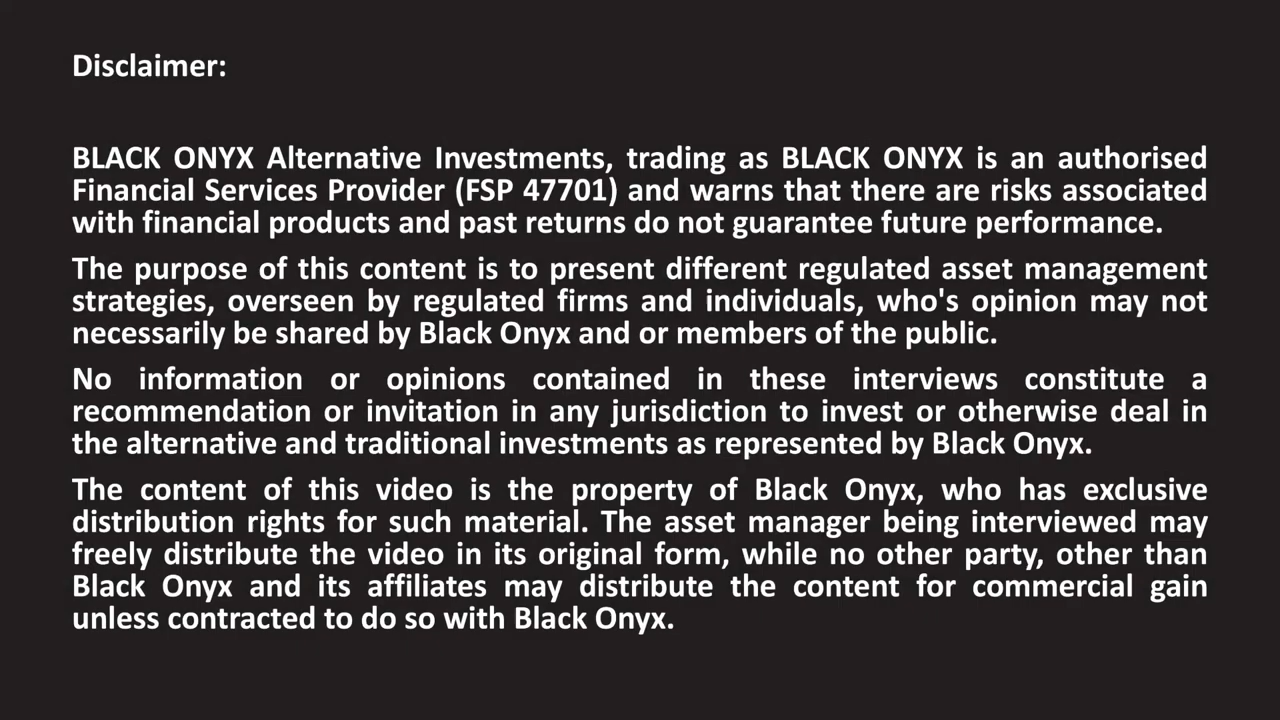 Disclaimer:
BLACK ONYX Alternative Investments, trading as BLACK ONYX is an authorised
Financial Services Provider (FSP 47701) and warns that there are risks associated
with financial products and past returns do not guarantee future performance.
The purpose of this content is to present different regulated asset management
strategies, overseen by regulated firms and individuals, who's opinion may not
necessarily be shared by Black Onyx and or members of the public.
No information or opinions contained in these interviews constitute a
recommendation or invitation in any jurisdiction to invest or otherwise deal in
the alternative and traditional investments as represented by Black Onyx.
The content of this video is the property of Black Onyx, who has exclusive
distribution rights for such material. The asset manager being interviewed may
freely distribute the video in its original form, while no other party, other than
Black Onyx and its affiliates may distribute the content for commercial gain
unless contracted to do so with Black Onyx.